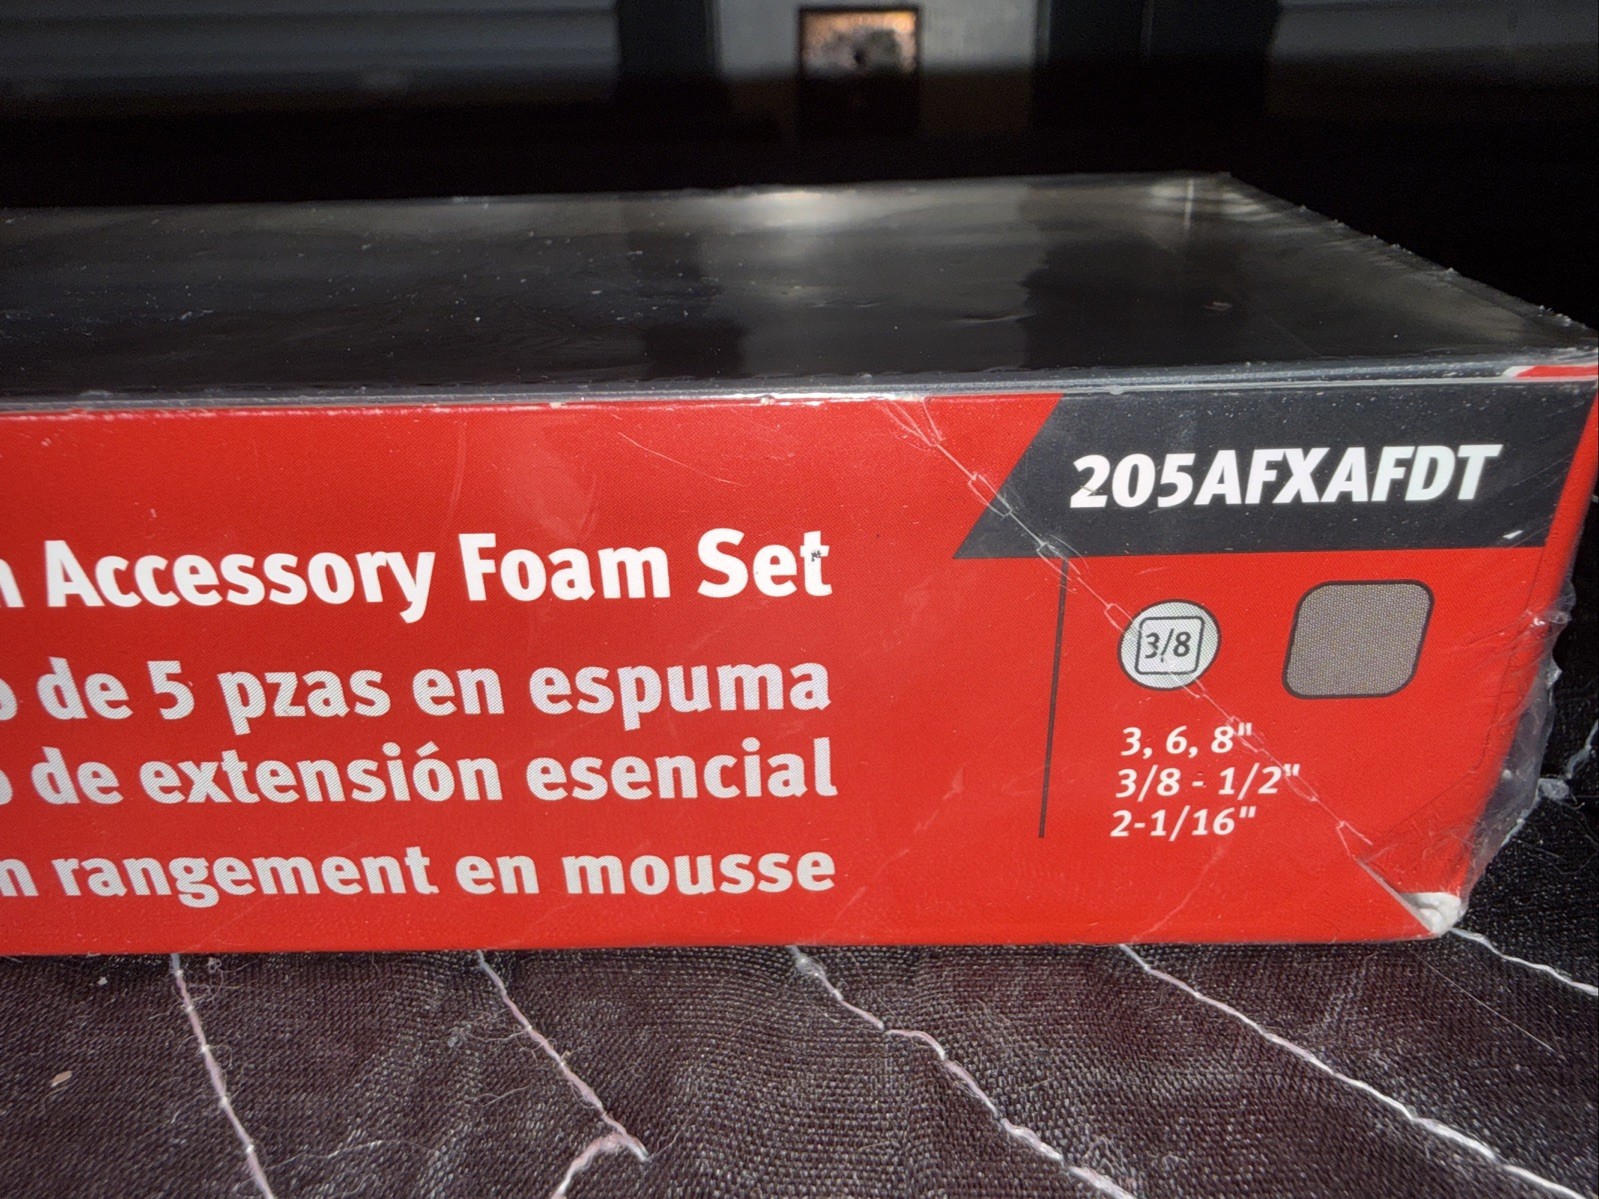 205AFXAFDT
Accessory Foam Set
de 5 pzas en espuma
de extensión esencial
rangement en mousse
3/8
3, 6, 8"
3/8 - 1/2"
2-1/16"